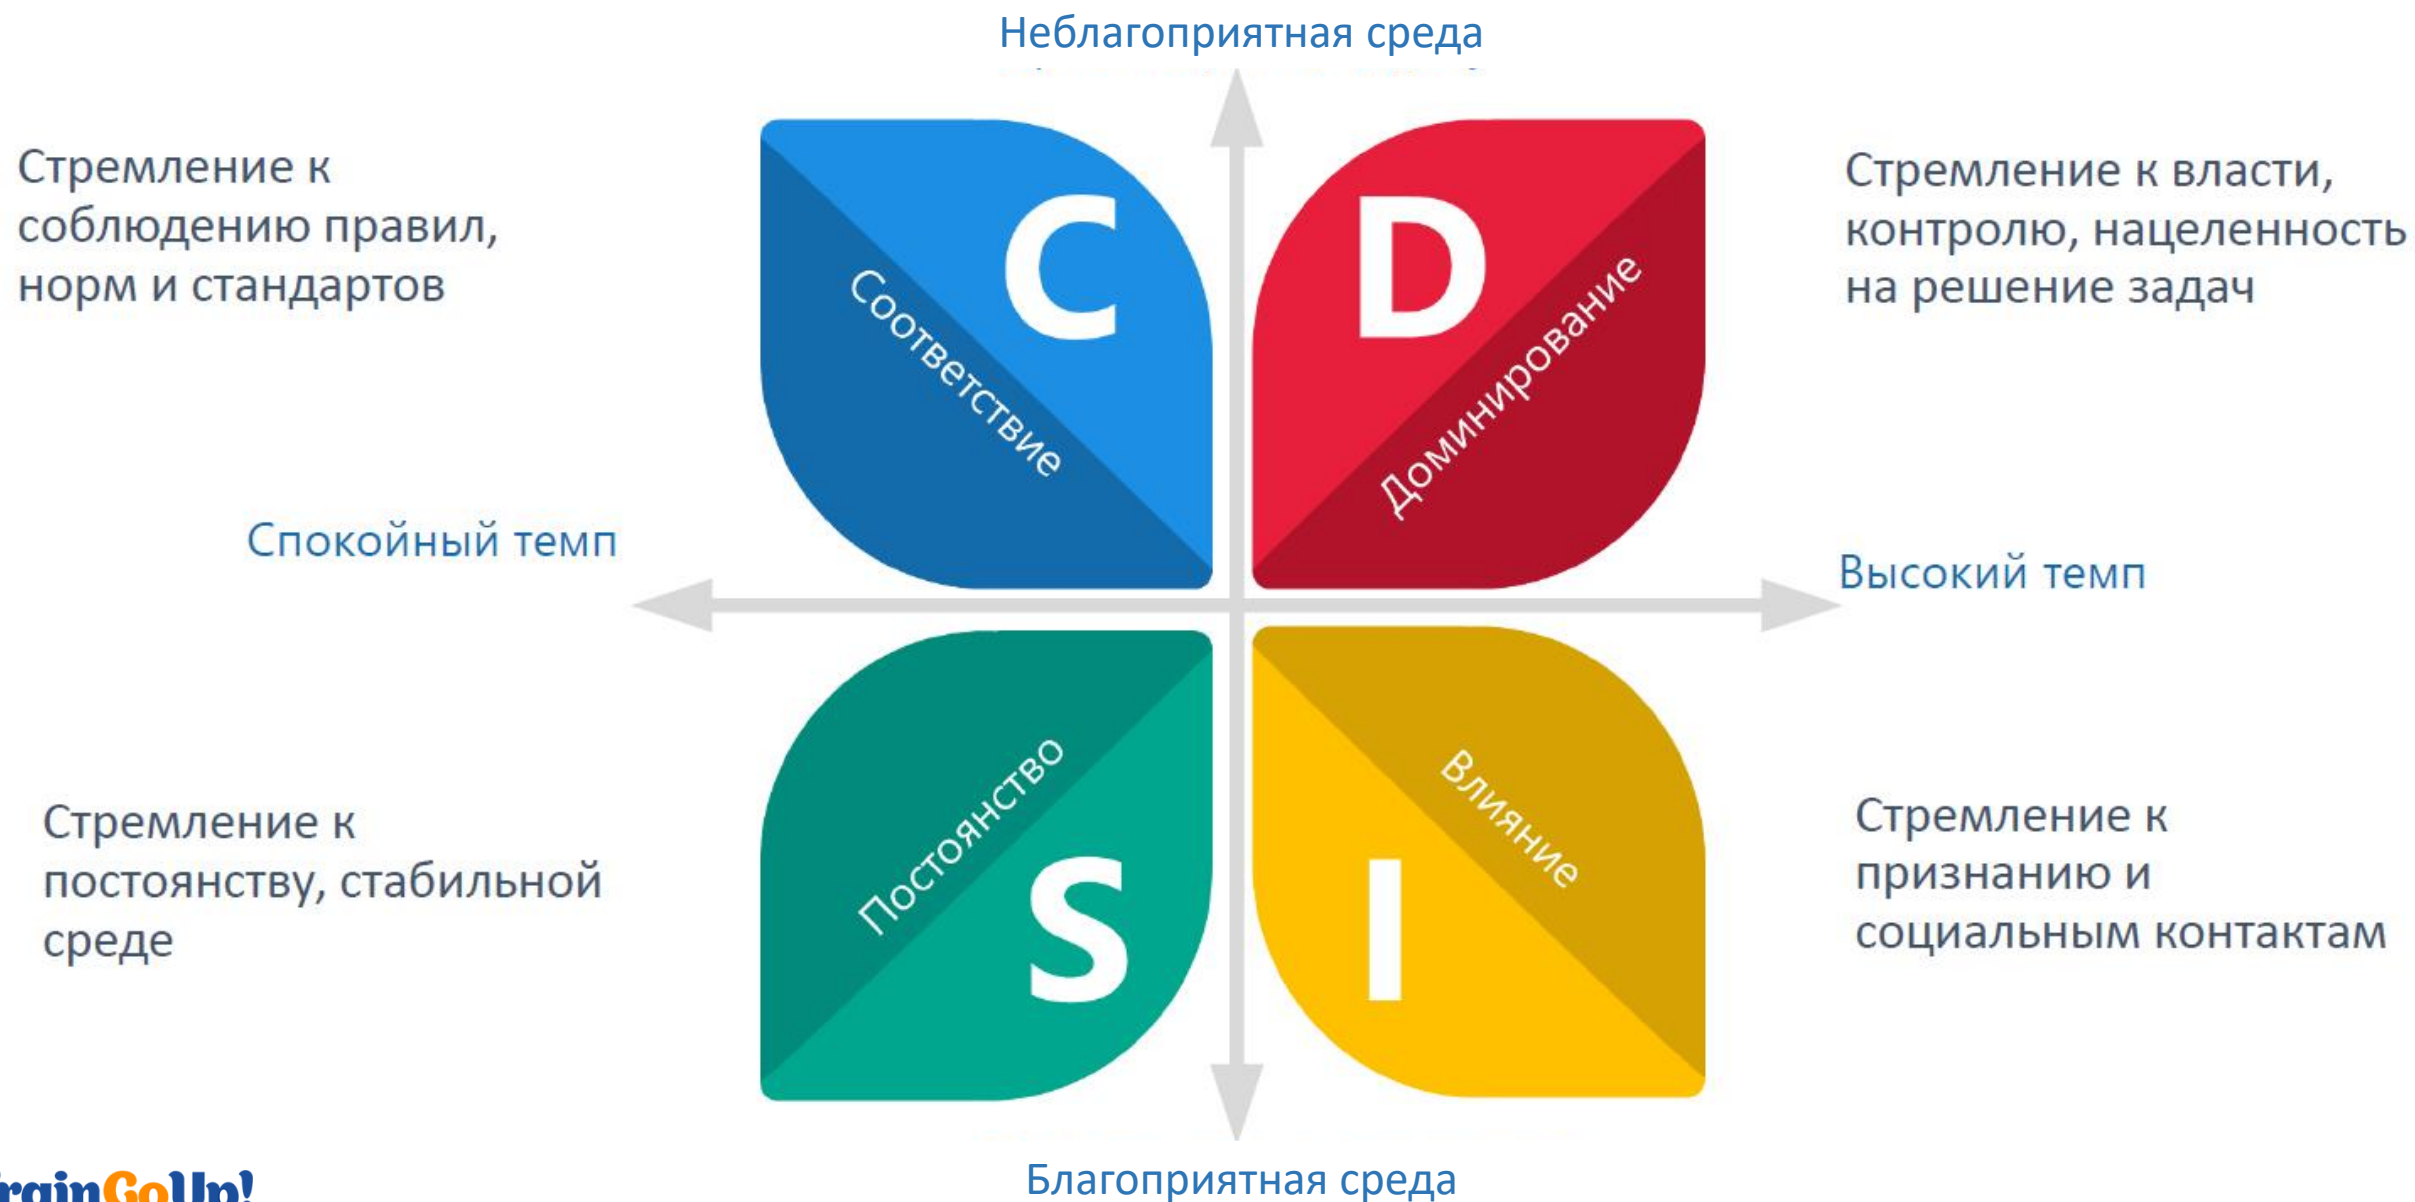 Неблагоприятная среда
Стремление к
соблюдению правил,
норм и стандартов
C
Соответствие
D
Доминирование
Стремление к власти,
контролю, нацеленность
на решение задач
Спокойный темп
Высокий темп
Стремление к
постоянству, стабильной
среде
Постоянство
S
Влияние
I
Стремление к
признанию и
социальным контактам
Благоприятная среда
rainGoUp!